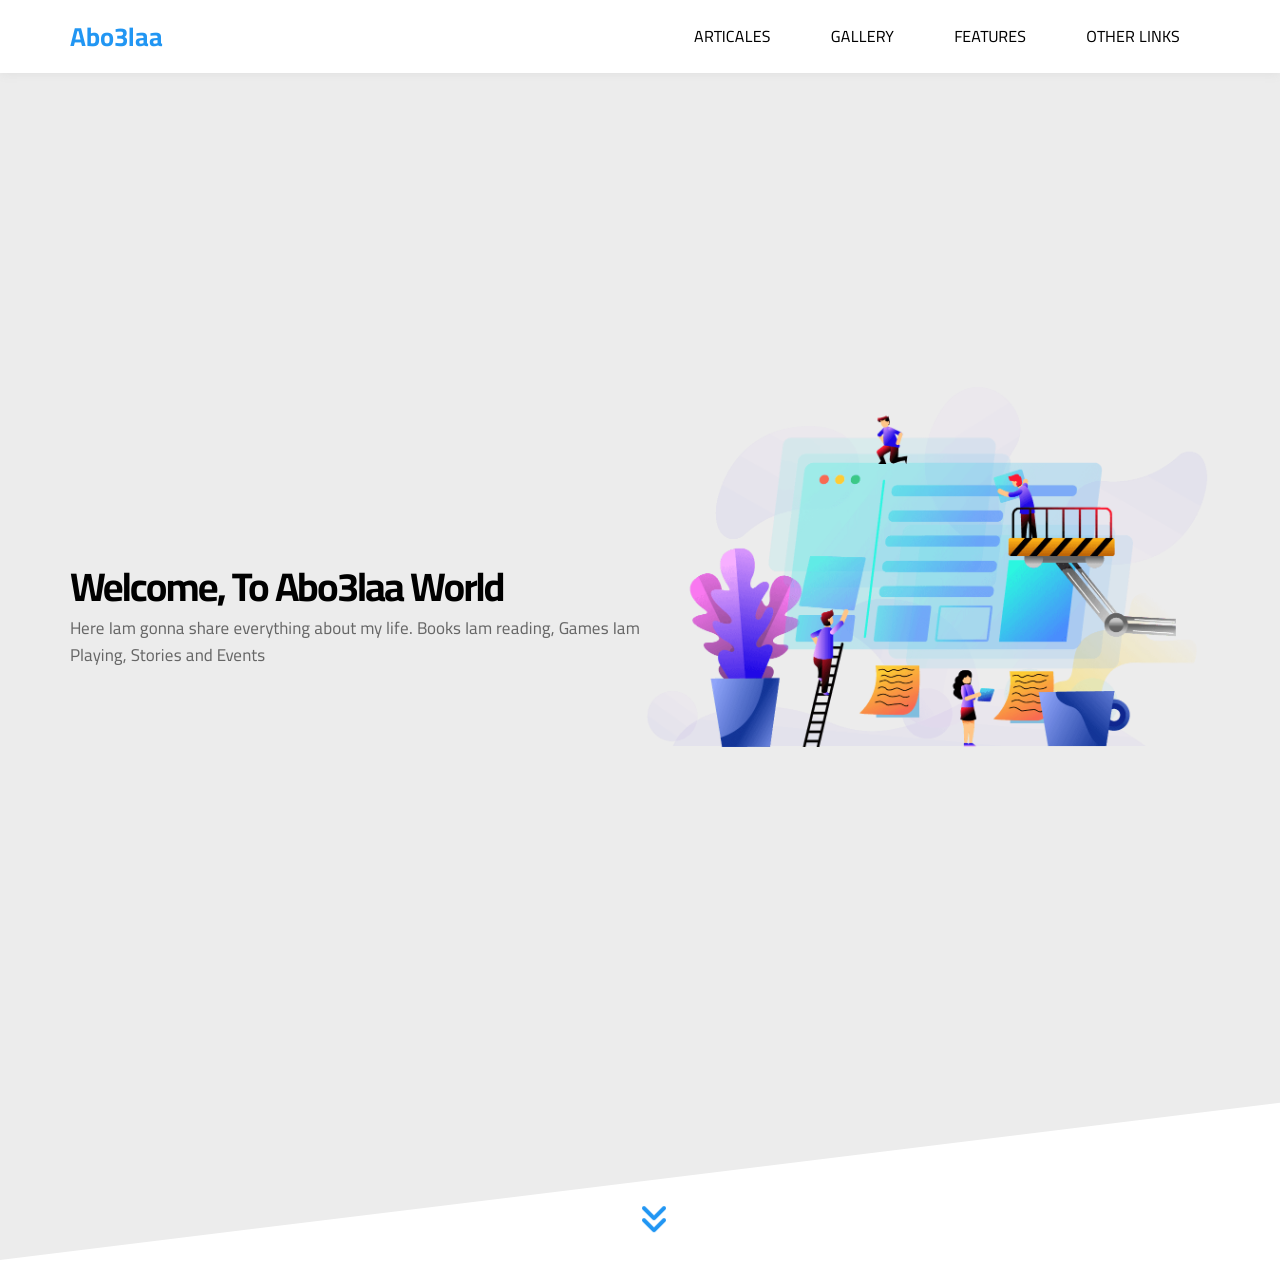 Abo3laa
ARTICALES
GALLERY
FEATURES
OTHER LINKS
Welcome, To Abo3laa World
Here Iam gonna share everything about my life. Books Iam reading, Games Iam
Playing, Stories and Events